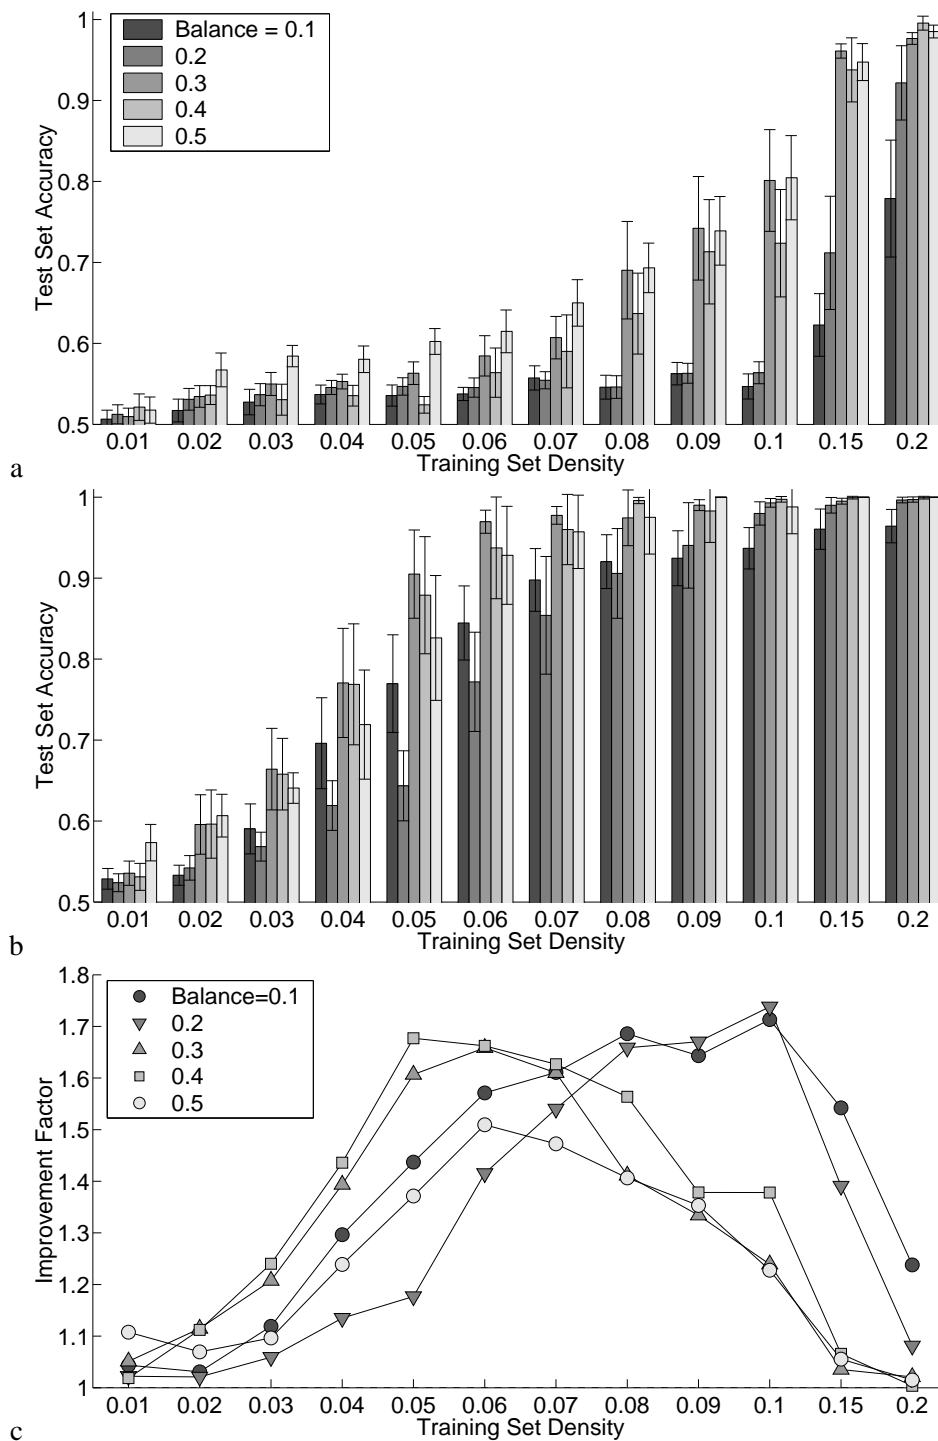 1
0.9
0.8
0.7
0.6
0.5
Test Set Accuracy
Balance = 0.1
0.2
0.3
0.4
0.5
0.01 0.02 0.03 0.04 0.05 0.06 0.07 0.08 0.09 0.1 0.15 0.2
Training Set Density
a
1
0.9
0.8
0.7
0.6
0.5
Test Set Accuracy
0.01 0.02 0.03 0.04 0.05 0.06 0.07 0.08 0.09 0.1 0.15 0.2
Training Set Density
b
1.8
1.7
1.6
1.5
1.4
1.3
1.2
1.1
1
Improvement Factor
Balance=0.1
0.2
0.3
0.4
0.5
0.01 0.02 0.03 0.04 0.05 0.06 0.07 0.08 0.09 0.1 0.15 0.2
Training Set Density
c